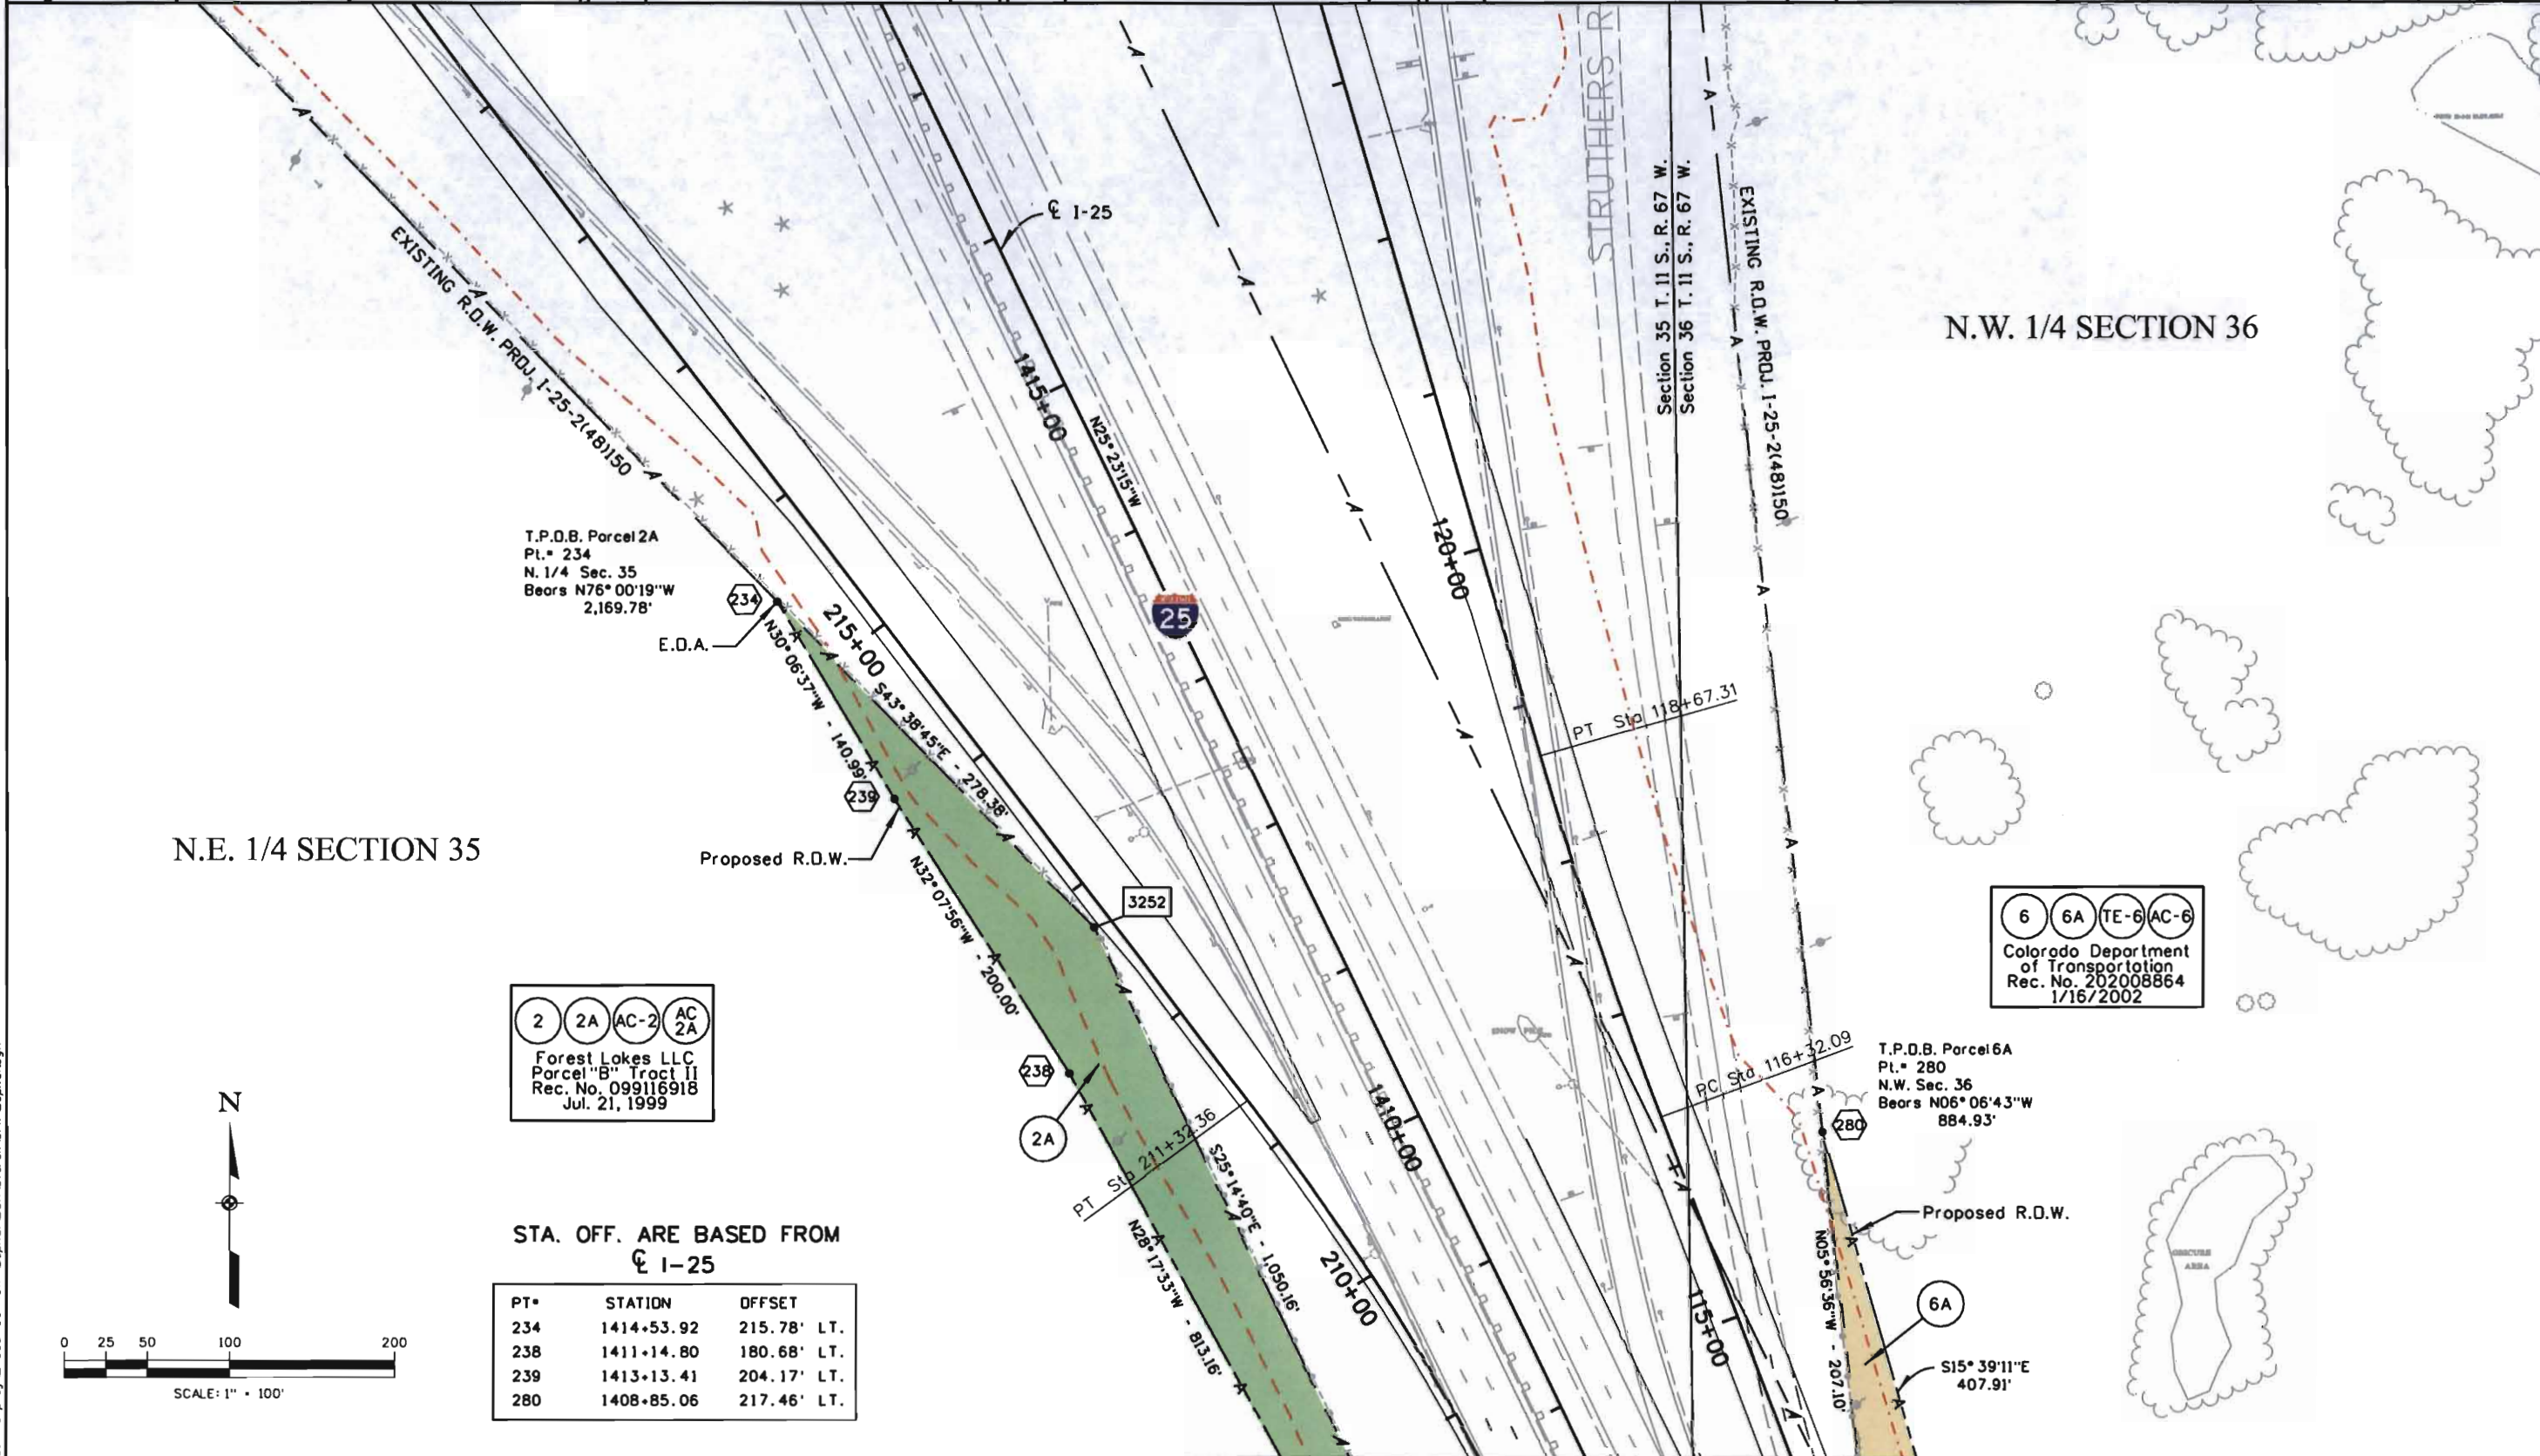 STRUTHERS R
Section 35 T. 11 S., R. 67 W.
Section 36 T. 11 S., R. 67 W.
℄ I-25
EXISTING R.O.W. PROJ. I-25-2(48)150
EXISTING R.O.W. PROJ. I-25-2(48)150
N.W. 1/4 SECTION 36
1415+00
N25°23'15"W
120+00
T.P.O.B. Parcel 2A
Pt.# 234
N. 1/4 Sec. 35
Bears N76°00'19"W
2,169.78'
234
E.O.A.
215+00
25
N30°06'37"W - 140.99'
S43°38'45"E - 278.38'
PT Sta 118+67.31
239
Proposed R.O.W.
N.E. 1/4 SECTION 35
3252
N32°07'56"W - 200.00'
6 6A TE-6 AC-6
Colorado Department
of Transportation
Rec. No. 202008864
1/16/2002
2 2A AC-2 AC 2A
Forest Lakes LLC
Parcel "B" Tract II
Rec. No. 099116918
Jul. 21, 1999
238
2A
PT Sta 211+32.36
1410+00
PC Sta. 116+32.09
T.P.O.B. Parcel 6A
Pt.# 280
N.W. Sec. 36
Bears N06°06'43"W
884.93'
280
Proposed R.O.W.
N
S25°14'40"E - 1,050.16'
N28°17'33"W - 813.16'
210+00
115+00
N05°56'36"W - 207.10'
6A
S15°39'11"E
407.91'
OBSCURE
AREA
STA. OFF. ARE BASED FROM
℄ I-25
PT# STATION OFFSET
234 1414+53.92 215.78' LT.
238 1411+14.80 180.68' LT.
239 1413+13.41 204.17' LT.
280 1408+85.06 217.46' LT.
0 25 50 100 200
SCALE: 1" = 100'